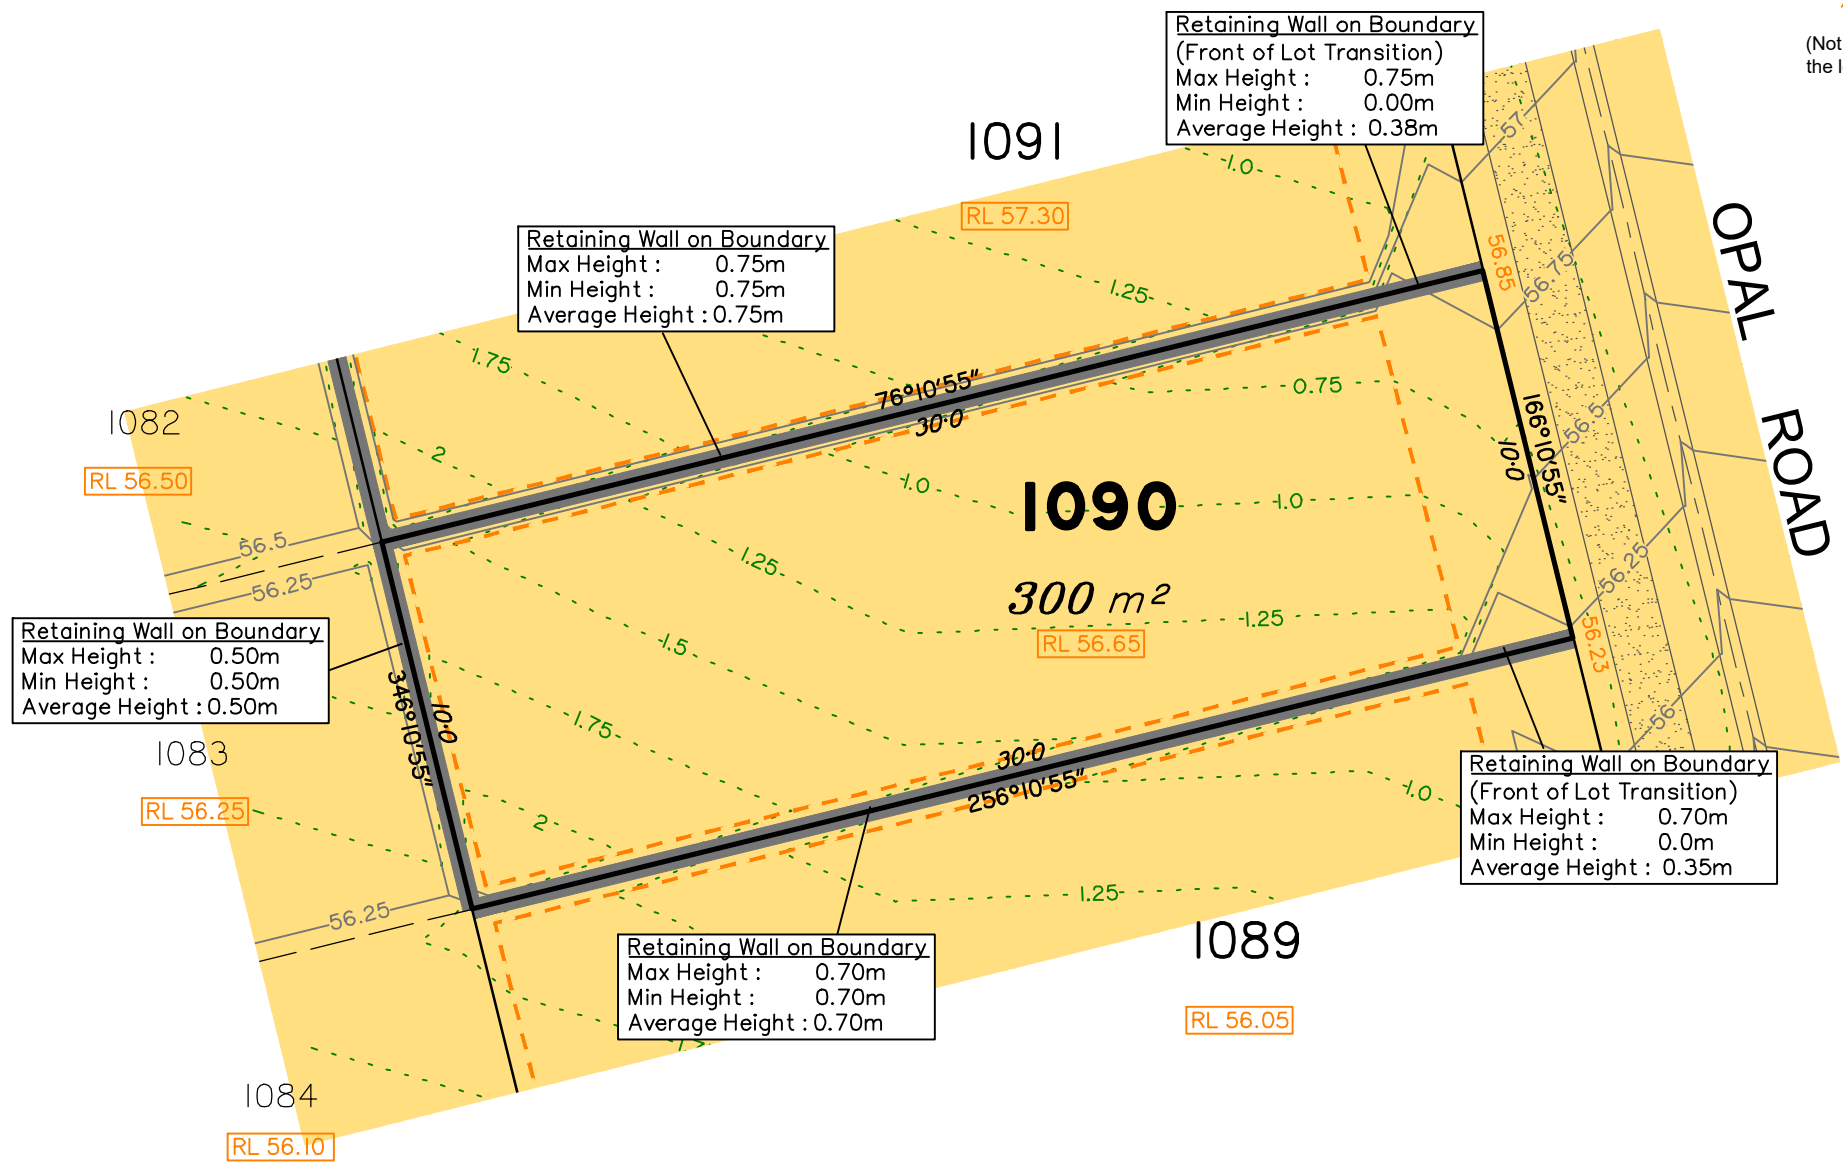 Retaining Wall on Boundary
(Front of Lot Transition)
Max Height : 0.75m
Min Height : 0.00m
Average Height : 0.38m
(Not
the
1091
RL 57.30
1.0
57
OPAL
ROAD
Retaining Wall on Boundary
Max Height : 0.75m
Min Height : 0.75m
Average Height : 0.75m
56.85
56.75
1.25
1.75
76°10'55"
30·0
0.75
1082
RL 56.50
2
1.0
1090
1.0
166°10'55"
10·0
56.5
56.5
56.25
1.25
300 m²
1.25
RL 56.65
56.25
56.23
Retaining Wall on Boundary
Max Height : 0.50m
Min Height : 0.50m
Average Height : 0.50m
1.5
346°10'55"
10·0
1.75
56
1083
RL 56.25
30·0
256°10'55"
2
1.0
Retaining Wall on Boundary
(Front of Lot Transition)
Max Height : 0.70m
Min Height : 0.0m
Average Height : 0.35m
56.25
1.25
1089
RL 56.05
Retaining Wall on Boundary
Max Height : 0.70m
Min Height : 0.70m
Average Height : 0.70m
1084
RL 56.10